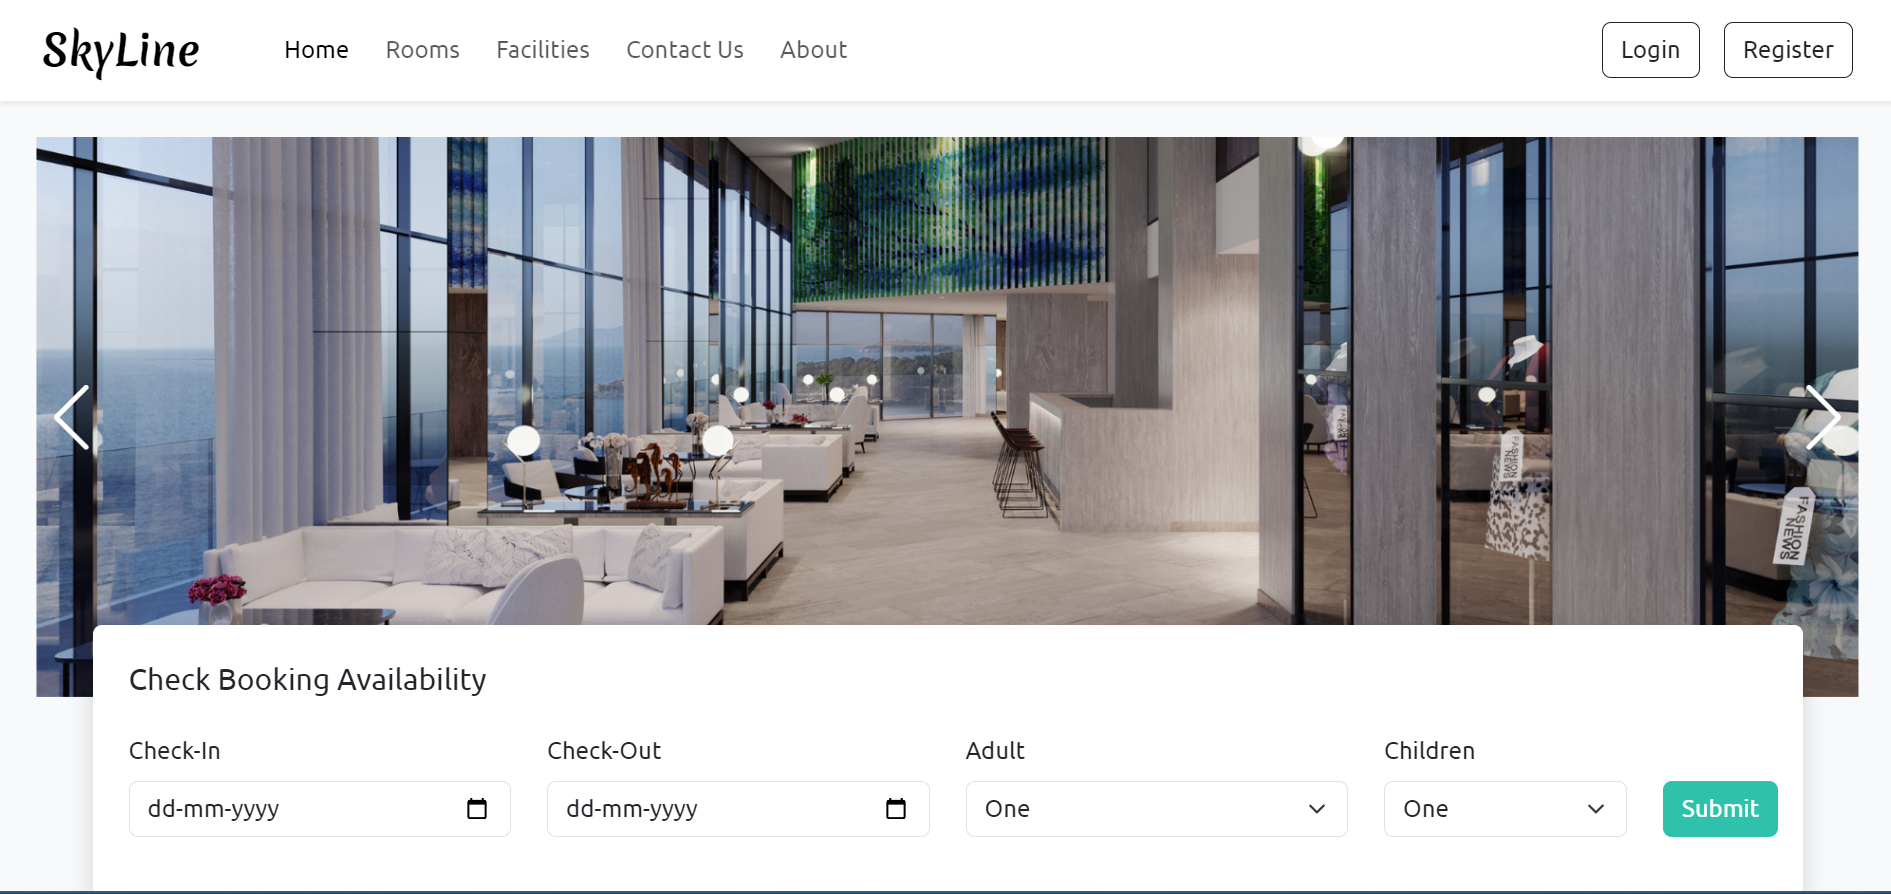 SkyLine Home Rooms Facilities Contact Us About Login Register
FASHION
NEWS
FASHION
NEWS
Check Booking Availability
Check-In Check-Out Adult Children
dd-mm-yyyy dd-mm-yyyy One One Submit